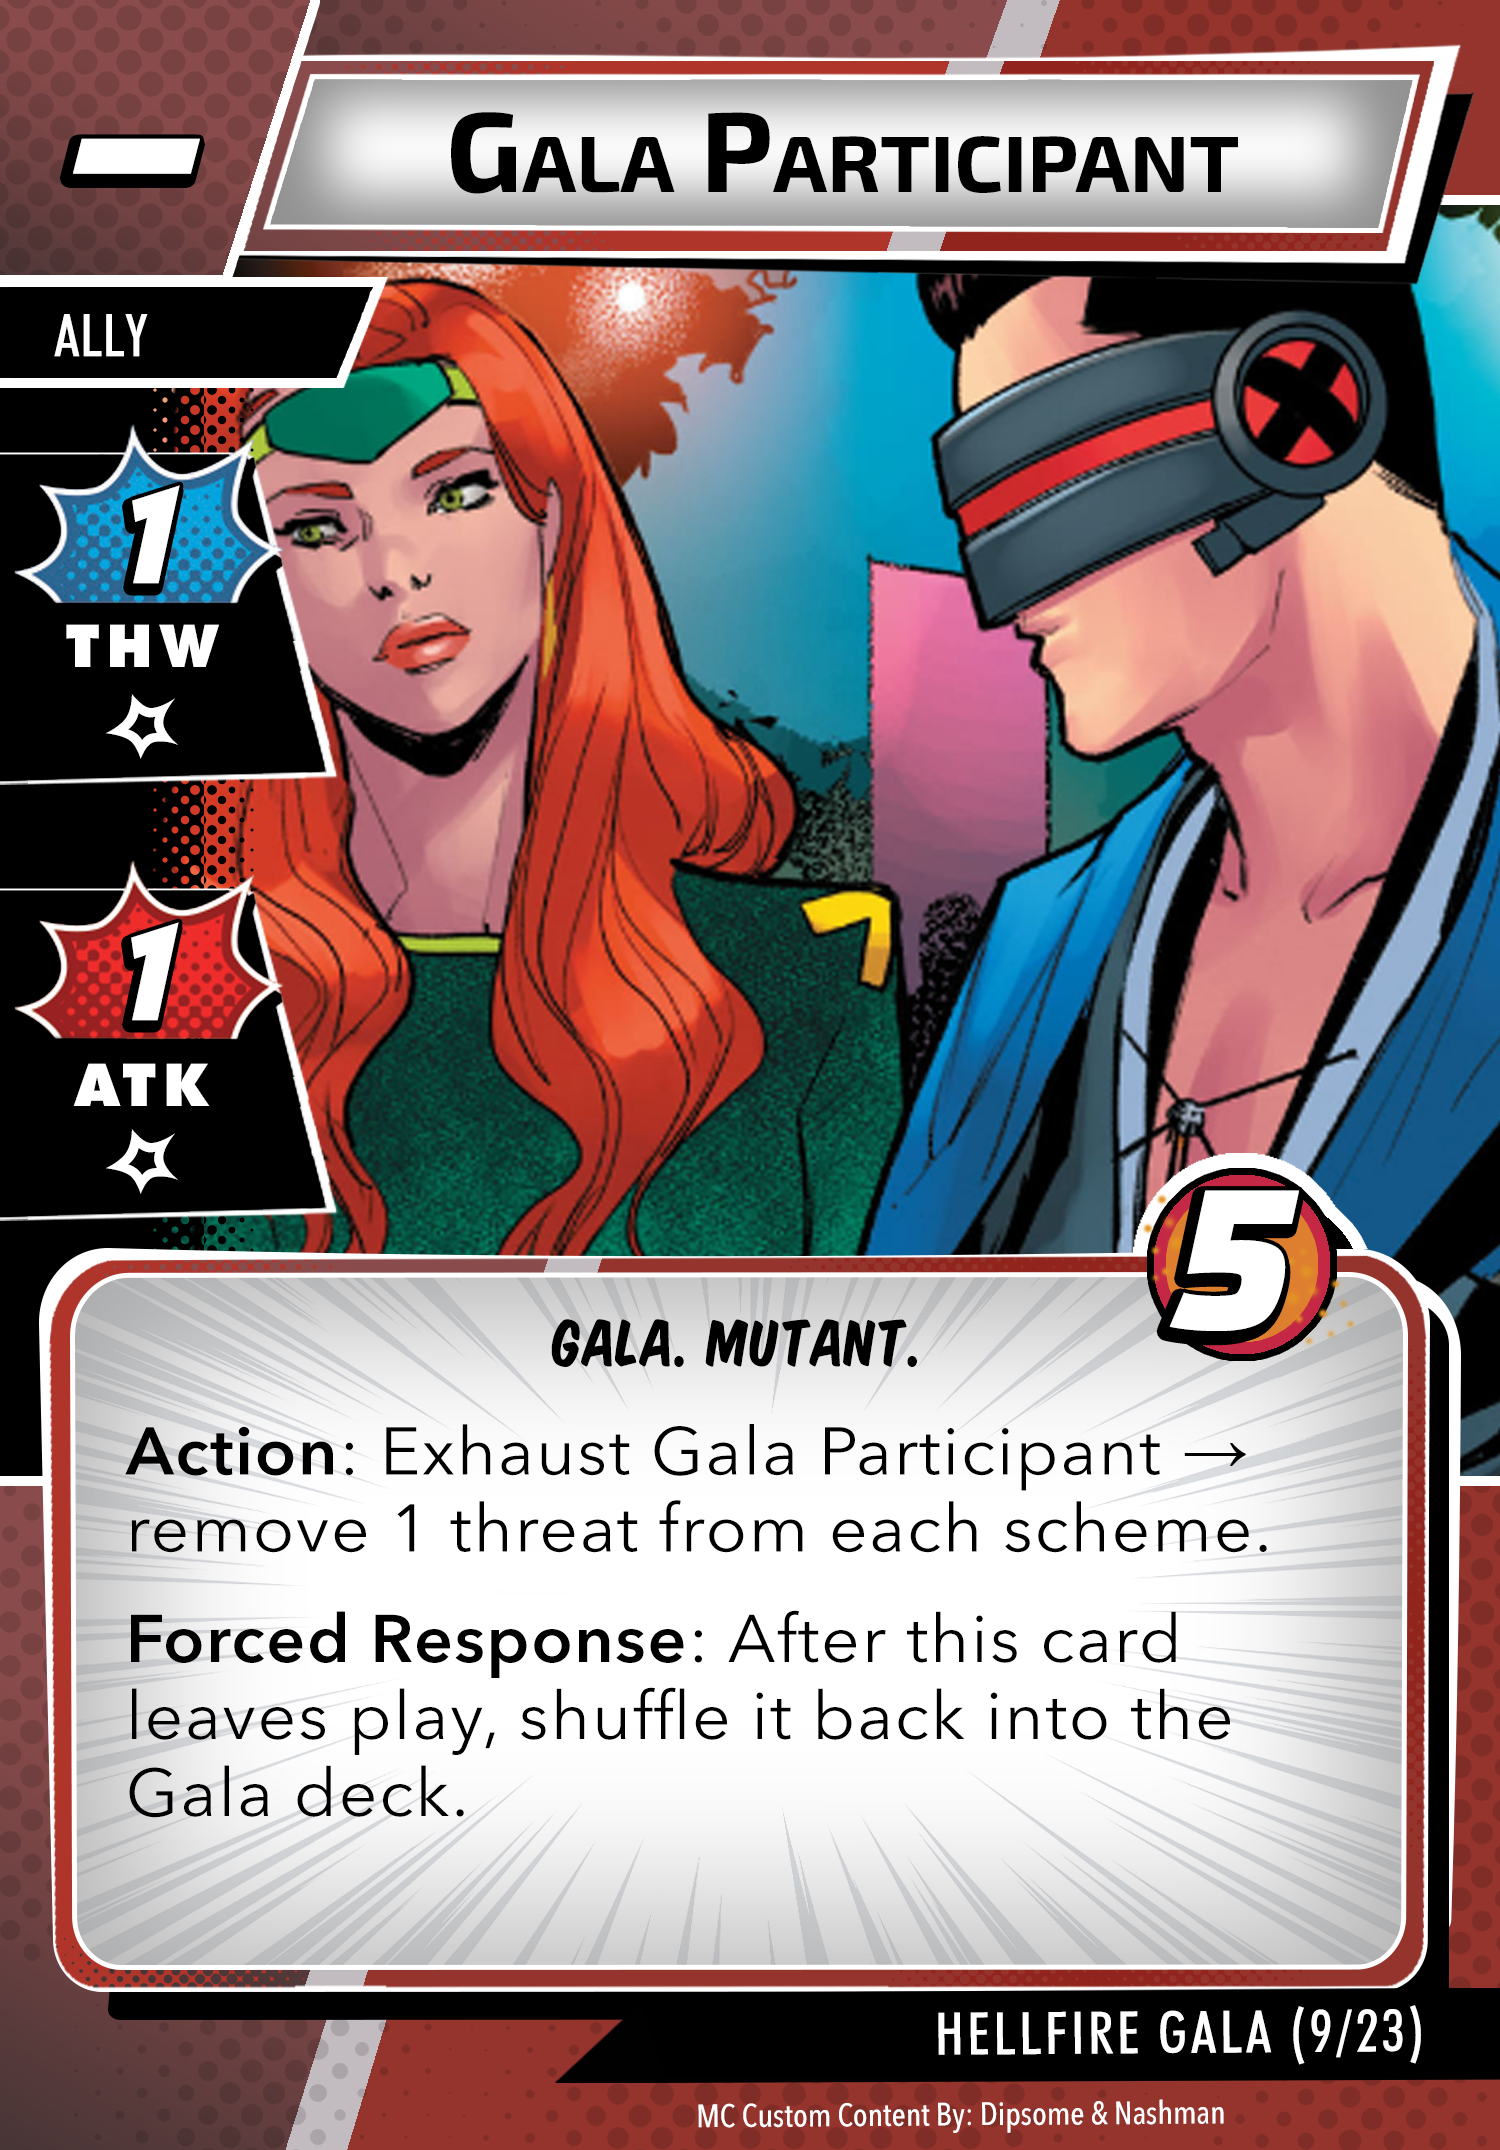 –
Gala Participant
ALLY
1
THW
1
ATK
5
GALA. MUTANT.
Action: Exhaust Gala Participant →
remove 1 threat from each scheme.
Forced Response: After this card
leaves play, shuffle it back into the
Gala deck.
HELLFIRE GALA (9/23)
MC Custom Content By: Dipsome & Nashman